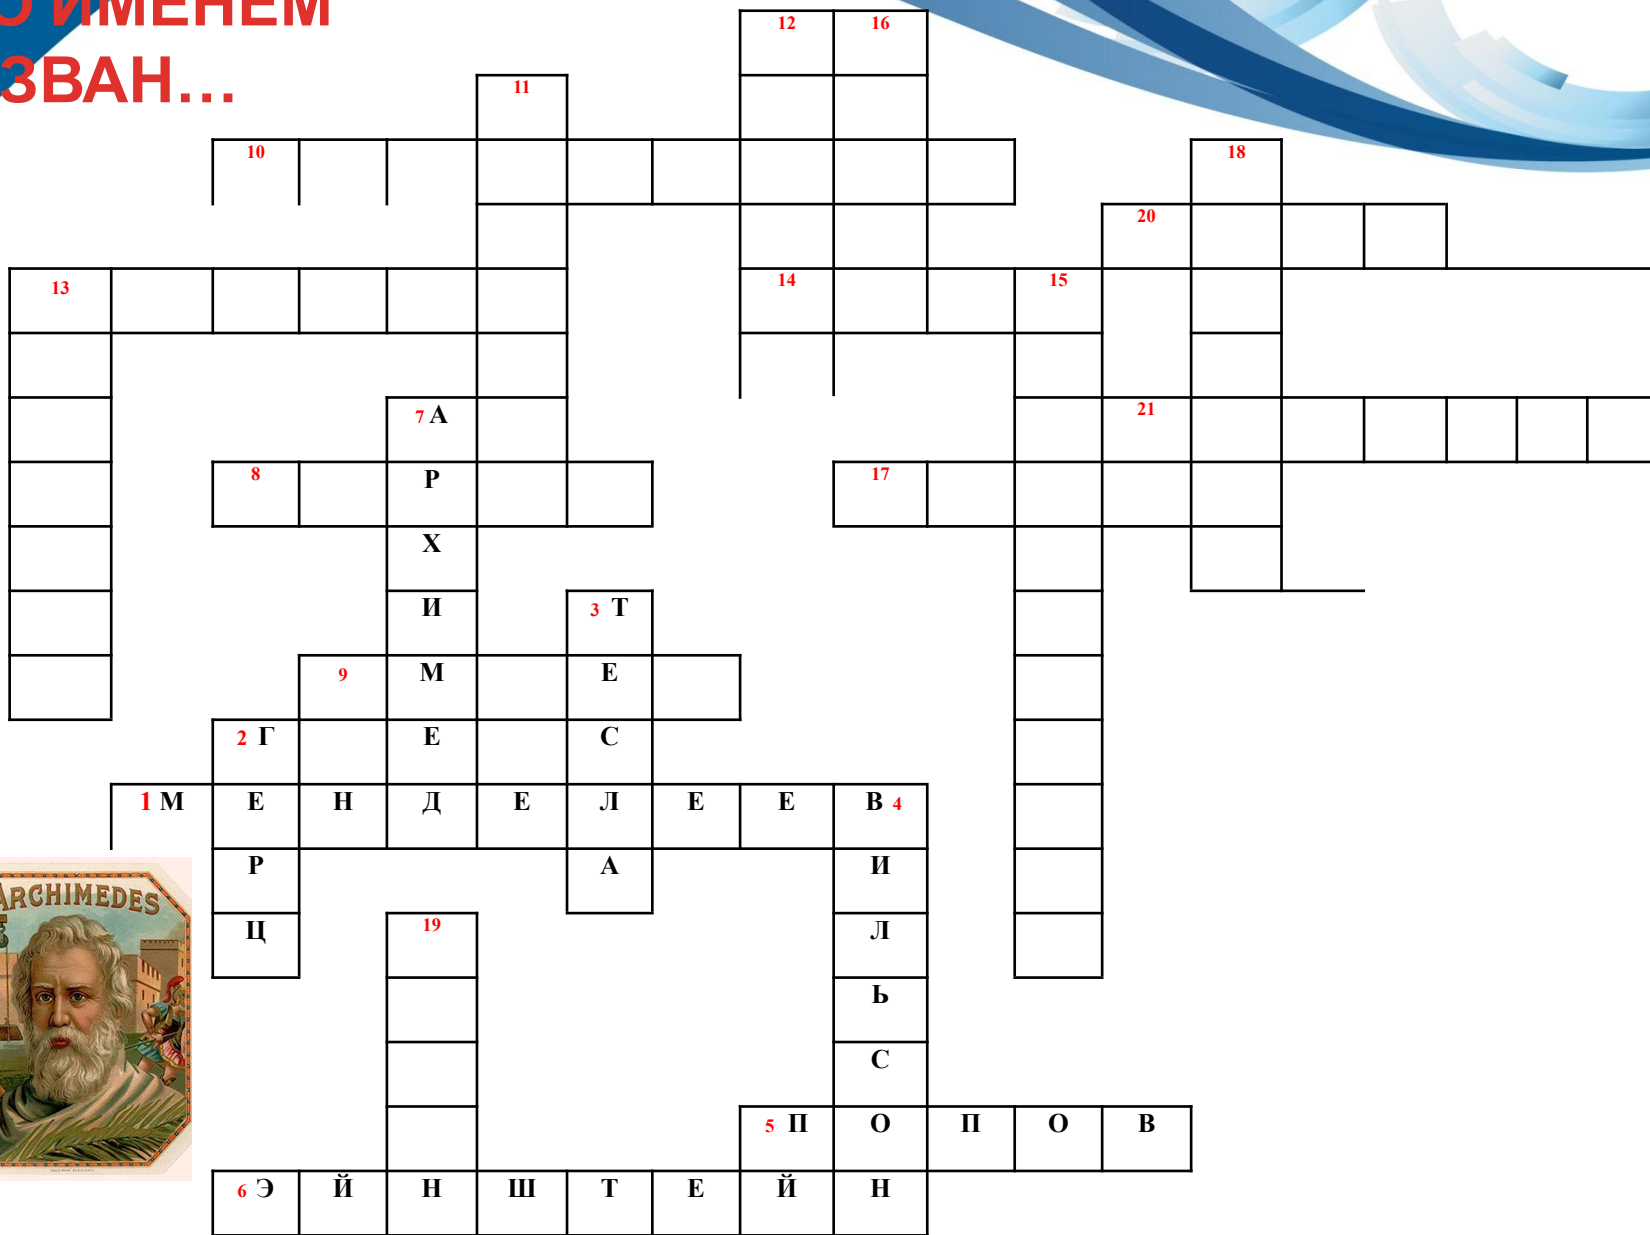 О ИМЕНЕМ
ЗВАН…
12 16
11
10 18
20
13 14 15
7 А 21
8 Р 17
Х
И 3 Т
9 М Е
2 Г Е С
1 М Е Н Д Е Л Е Е В 4
Р А И
Ц 19 Л
Ь
С
5 П О П О В
6 Э Й Н Ш Т Е Й Н
ARCHIMEDES